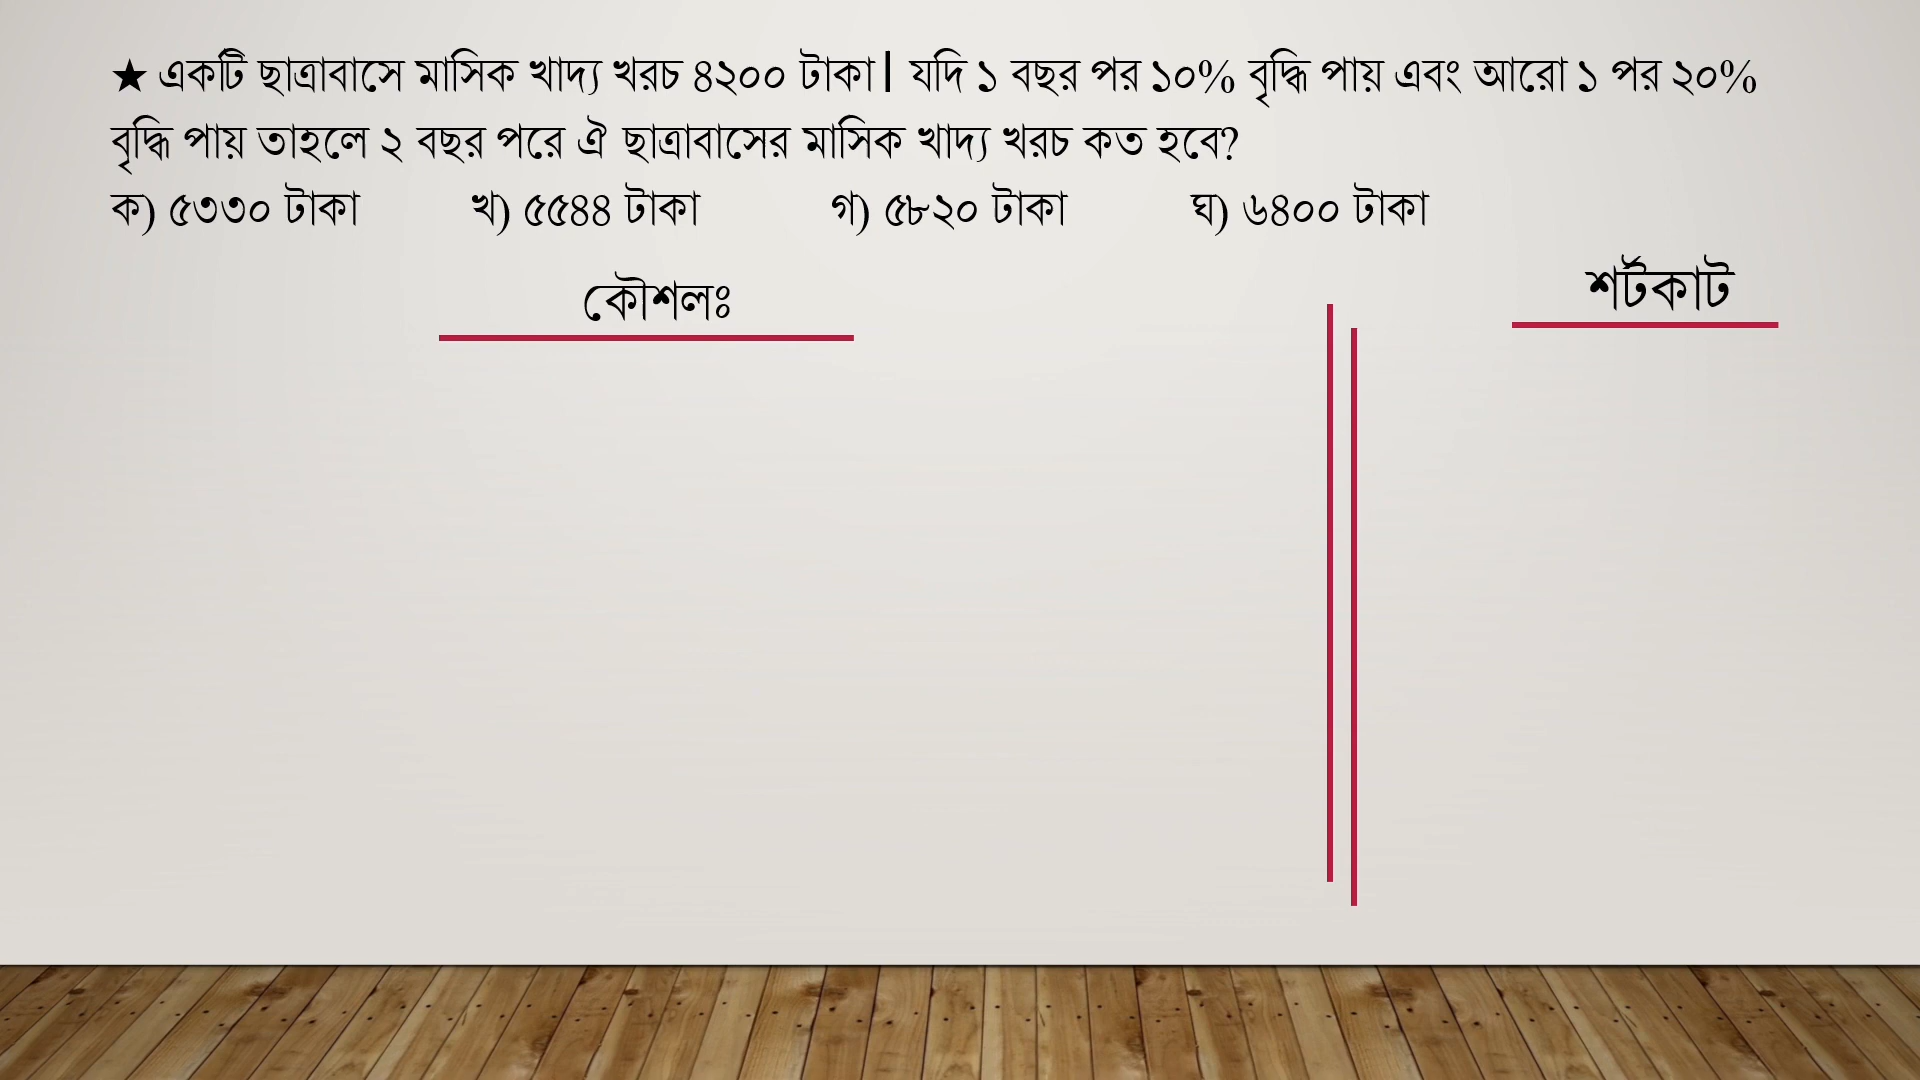 ★ একটি ছাত্রাবাসে মাসিক খাদ্য খরচ ৪২০০ টাকা। যদি ১ বছর পর ১০% বৃদ্ধি পায় এবং আরো ১ পর ২০%
বৃদ্ধি পায় তাহলে ২ বছর পরে ঐ ছাত্রাবাসের মাসিক খাদ্য খরচ কত হবে?
ক) ৫৩৩০ টাকা খ) ৫৫৪৪ টাকা গ) ৫৮২০ টাকা ঘ) ৬৪০০ টাকা
কৌশলঃ
শর্টকাট